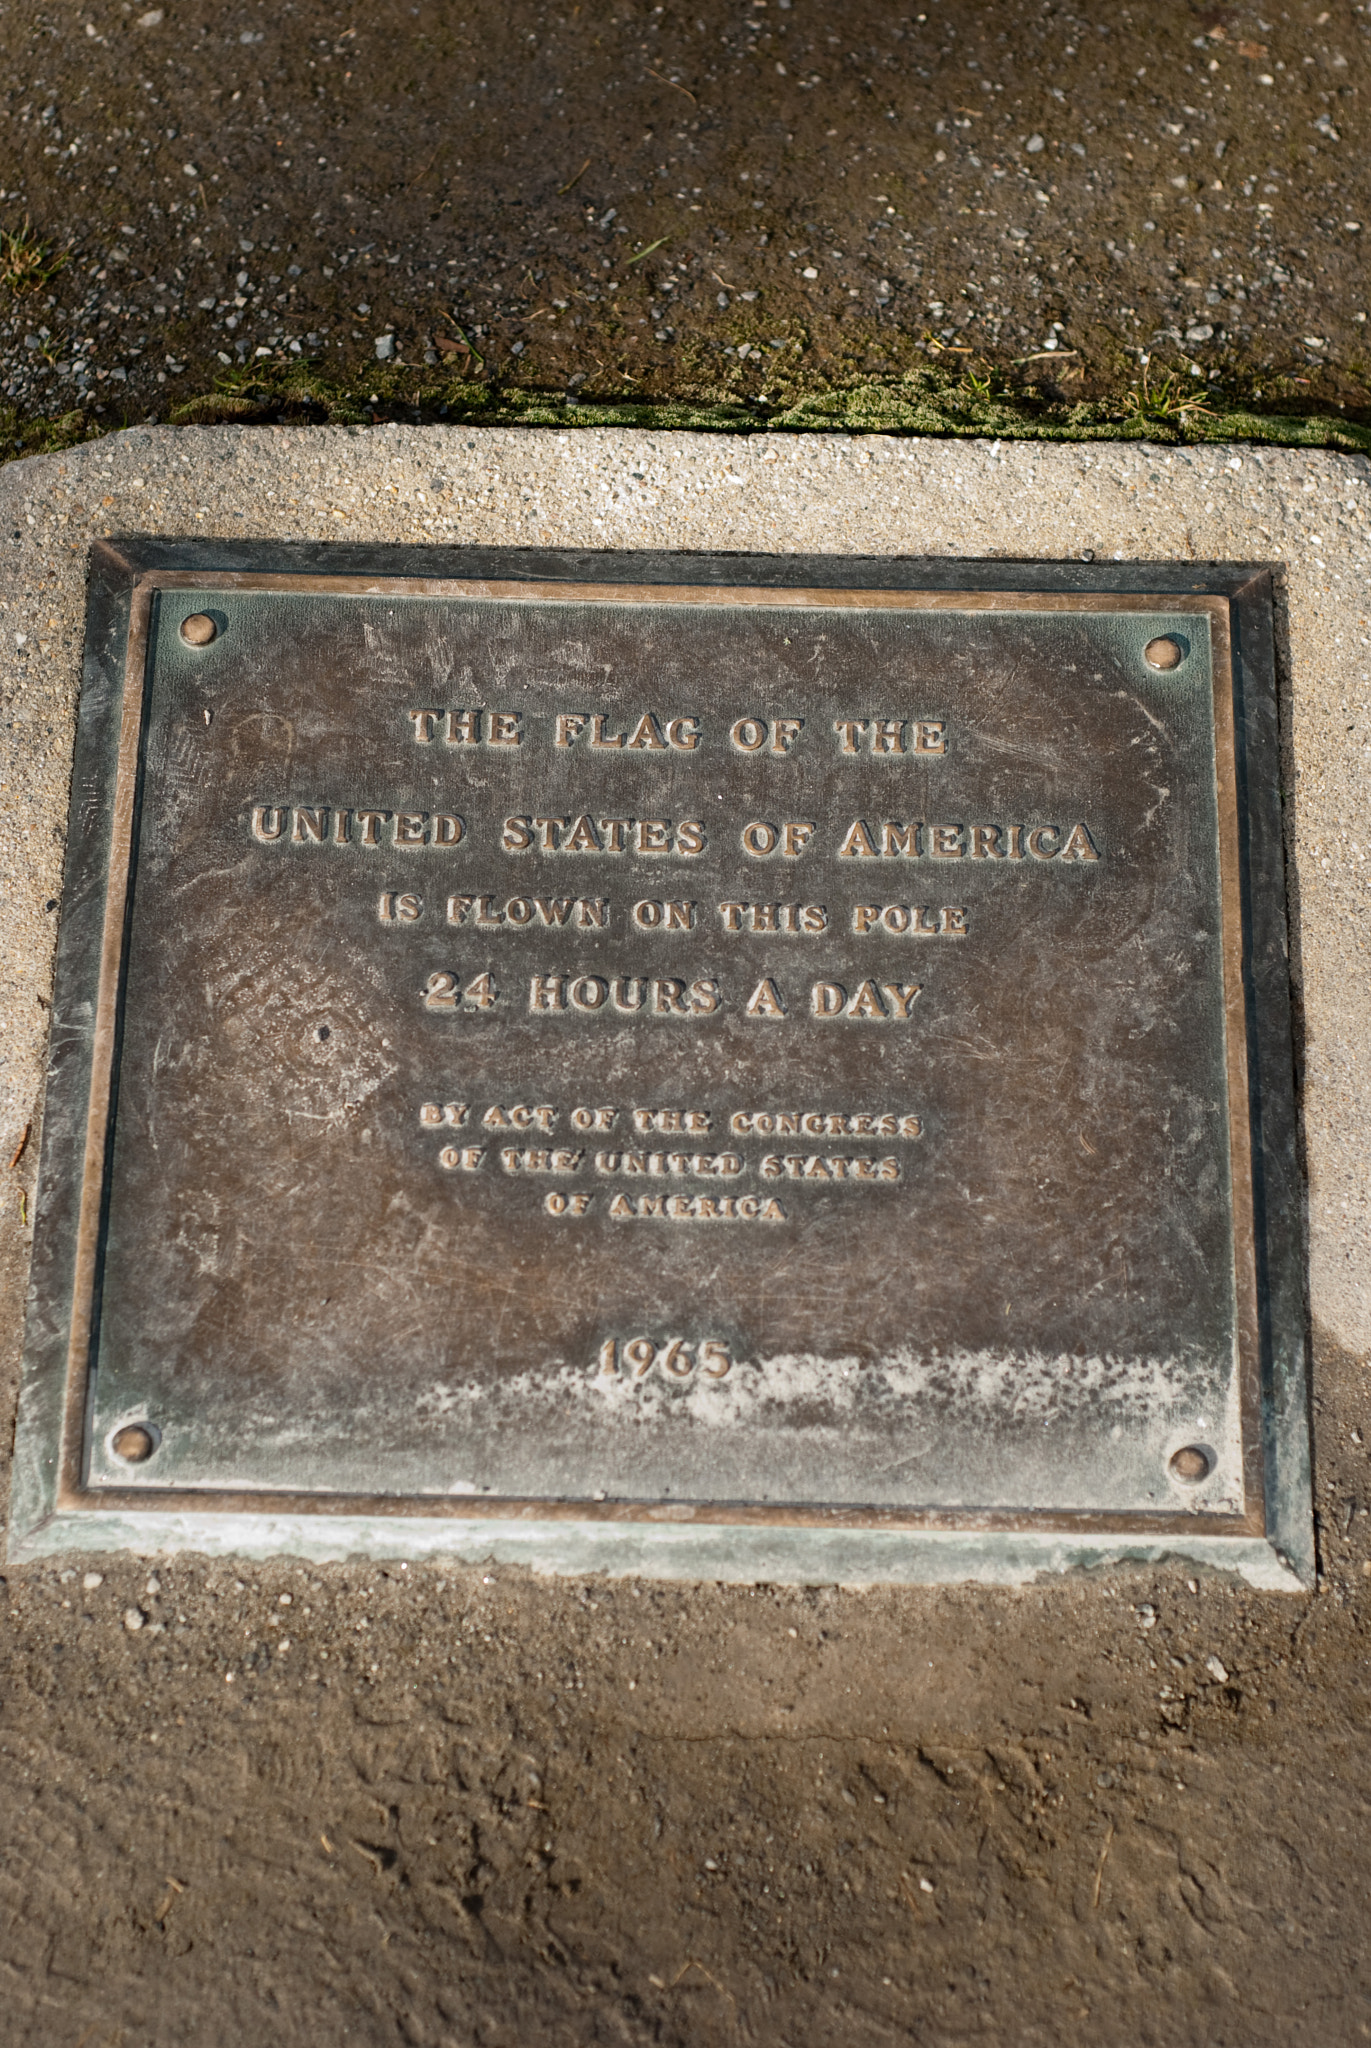 THE FLAG OF THE
UNITED STATES OF AMERICA
IS FLOWN ON THIS POLE
24 HOURS A DAY
BY ACT OF THE CONGRESS
OF THE UNITED STATES
OF AMERICA
1965